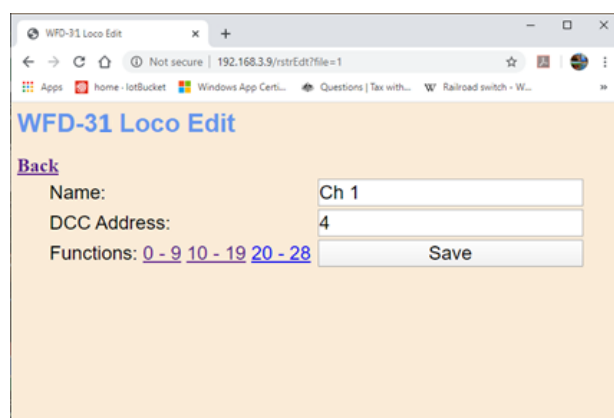 WFD-31 Loco Edit
Not secure | 192.168.3.9/rstrEdt?file=1
Apps home - IotBucket Windows App Certi... Questions | Tax with... W Railroad switch - W... »
WFD-31 Loco Edit
Back
Name: Ch 1
DCC Address: 4
Functions: 0 - 9 10 - 19 20 - 28 Save